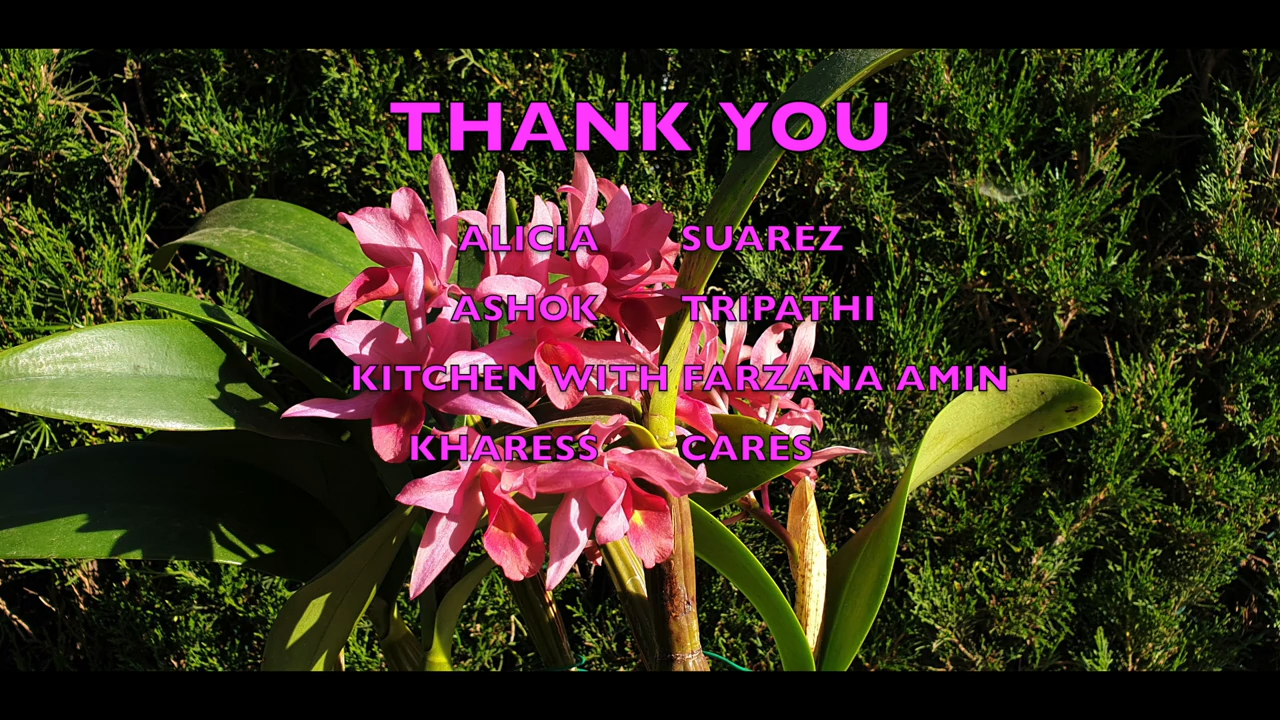 THANK YOU
ALICIA SUAREZ
ASHOK TRIPATHI
KITCHEN WITH FARZANA AMIN
KHARESS CARES